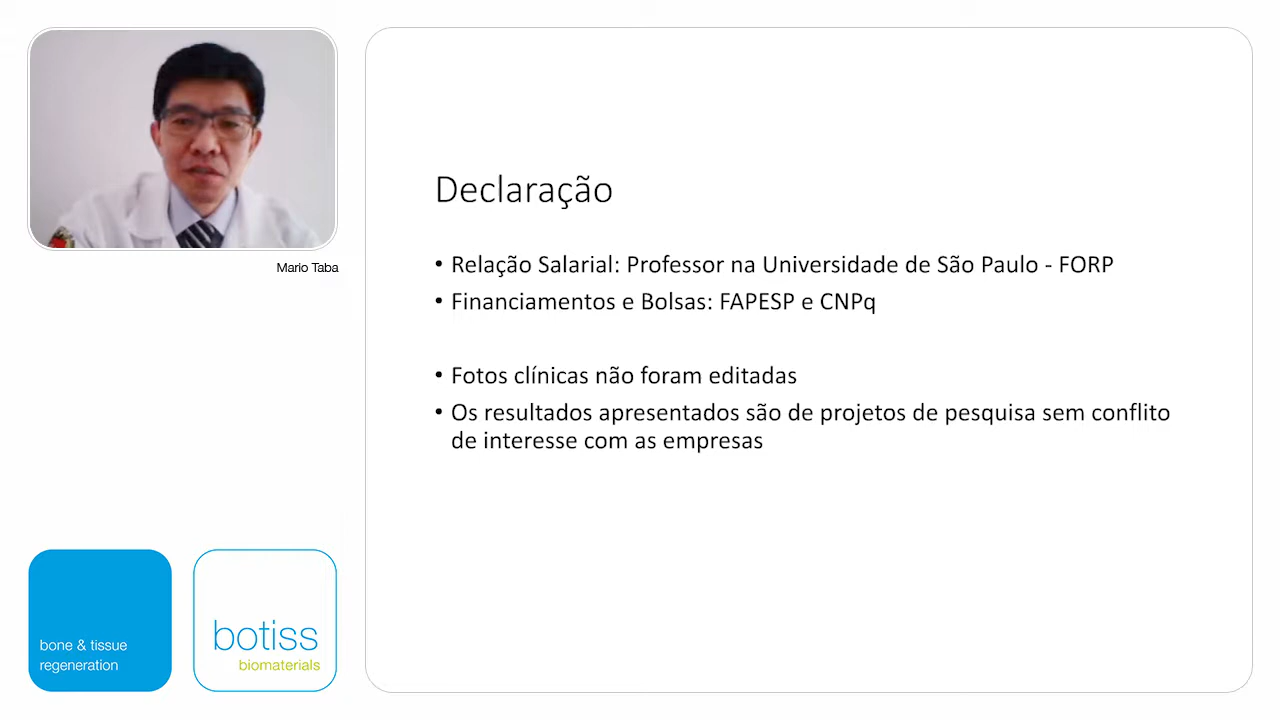 Mario Taba
Declaração
• Relação Salarial: Professor na Universidade de São Paulo - FORP
• Financiamentos e Bolsas: FAPESP e CNPq
• Fotos clínicas não foram editadas
• Os resultados apresentados são de projetos de pesquisa sem conflito
de interesse com as empresas
bone & tissue
regeneration
botiss
biomaterials